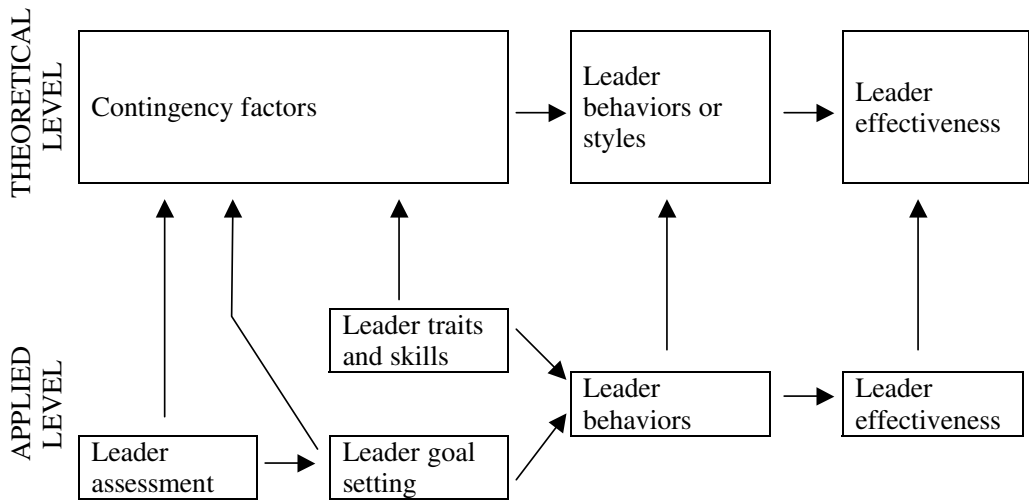 THEORETICAL
LEVEL
Contingency factors
Leader
behaviors or
styles
Leader
effectiveness
APPLIED
LEVEL
Leader traits
and skills
Leader
behaviors
Leader
effectiveness
Leader
assessment
Leader goal
setting